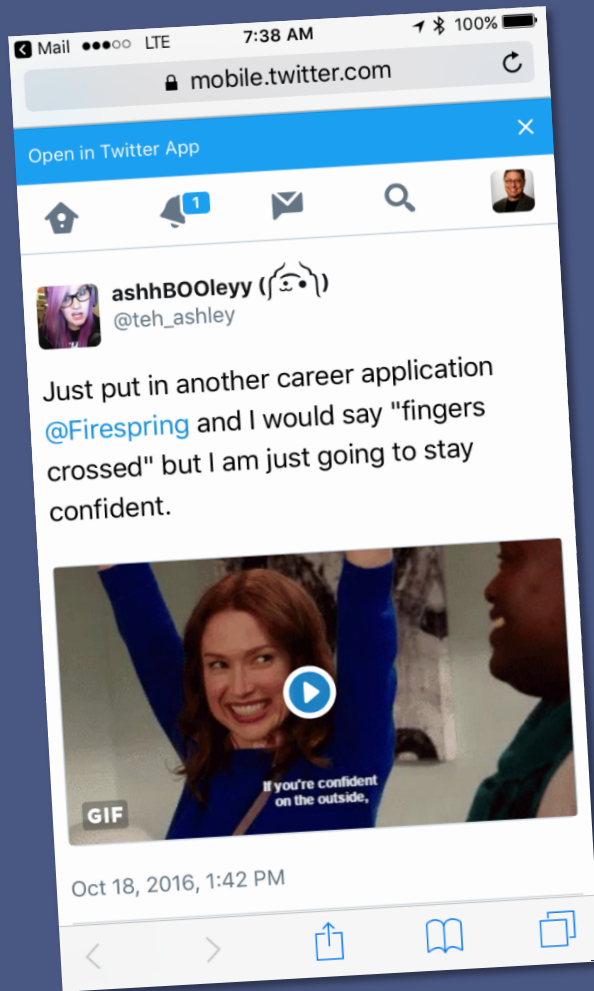 Mail LTE 7:38 AM 100%
mobile.twitter.com
Open in Twitter App
1
ashhBOOleyy
@teh_ashley
Just put in another career application
@Firespring and I would say "fingers
crossed" but I am just going to stay
confident.
If you're confident
on the outside,
GIF
Oct 18, 2016, 1:42 PM